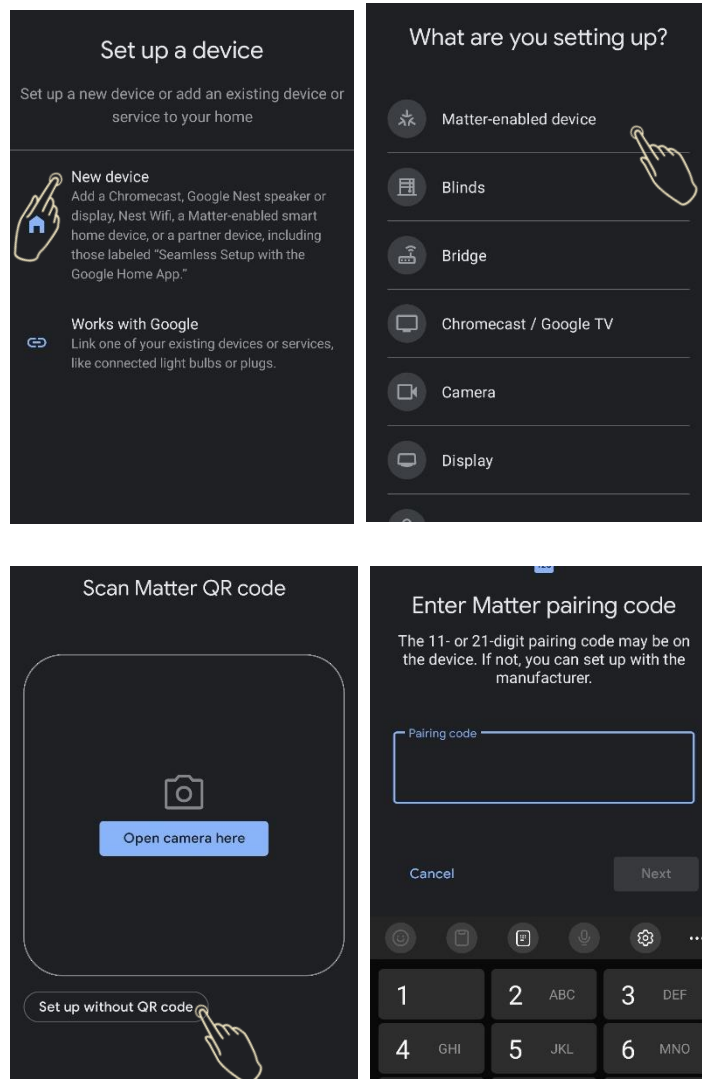 Set up a device
Set up a new device or add an existing device or
service to your home
New device
Add a Chromecast, Google Nest speaker or
display, Nest Wifi, a Matter-enabled smart
home device, or a partner device, including
those labeled “Seamless Setup with the
Google Home App.”
Works with Google
Link one of your existing devices or services,
like connected light bulbs or plugs.
What are you setting up?
Matter-enabled device
Blinds
Bridge
Chromecast / Google TV
Camera
Display
Scan Matter QR code
Open camera here
Set up without QR code
Enter Matter pairing code
The 11- or 21-digit pairing code may be on
the device. If not, you can set up with the
manufacturer.
Pairing code
Cancel
Next
1
2 ABC
3 DEF
4 GHI
5 JKL
6 MNO